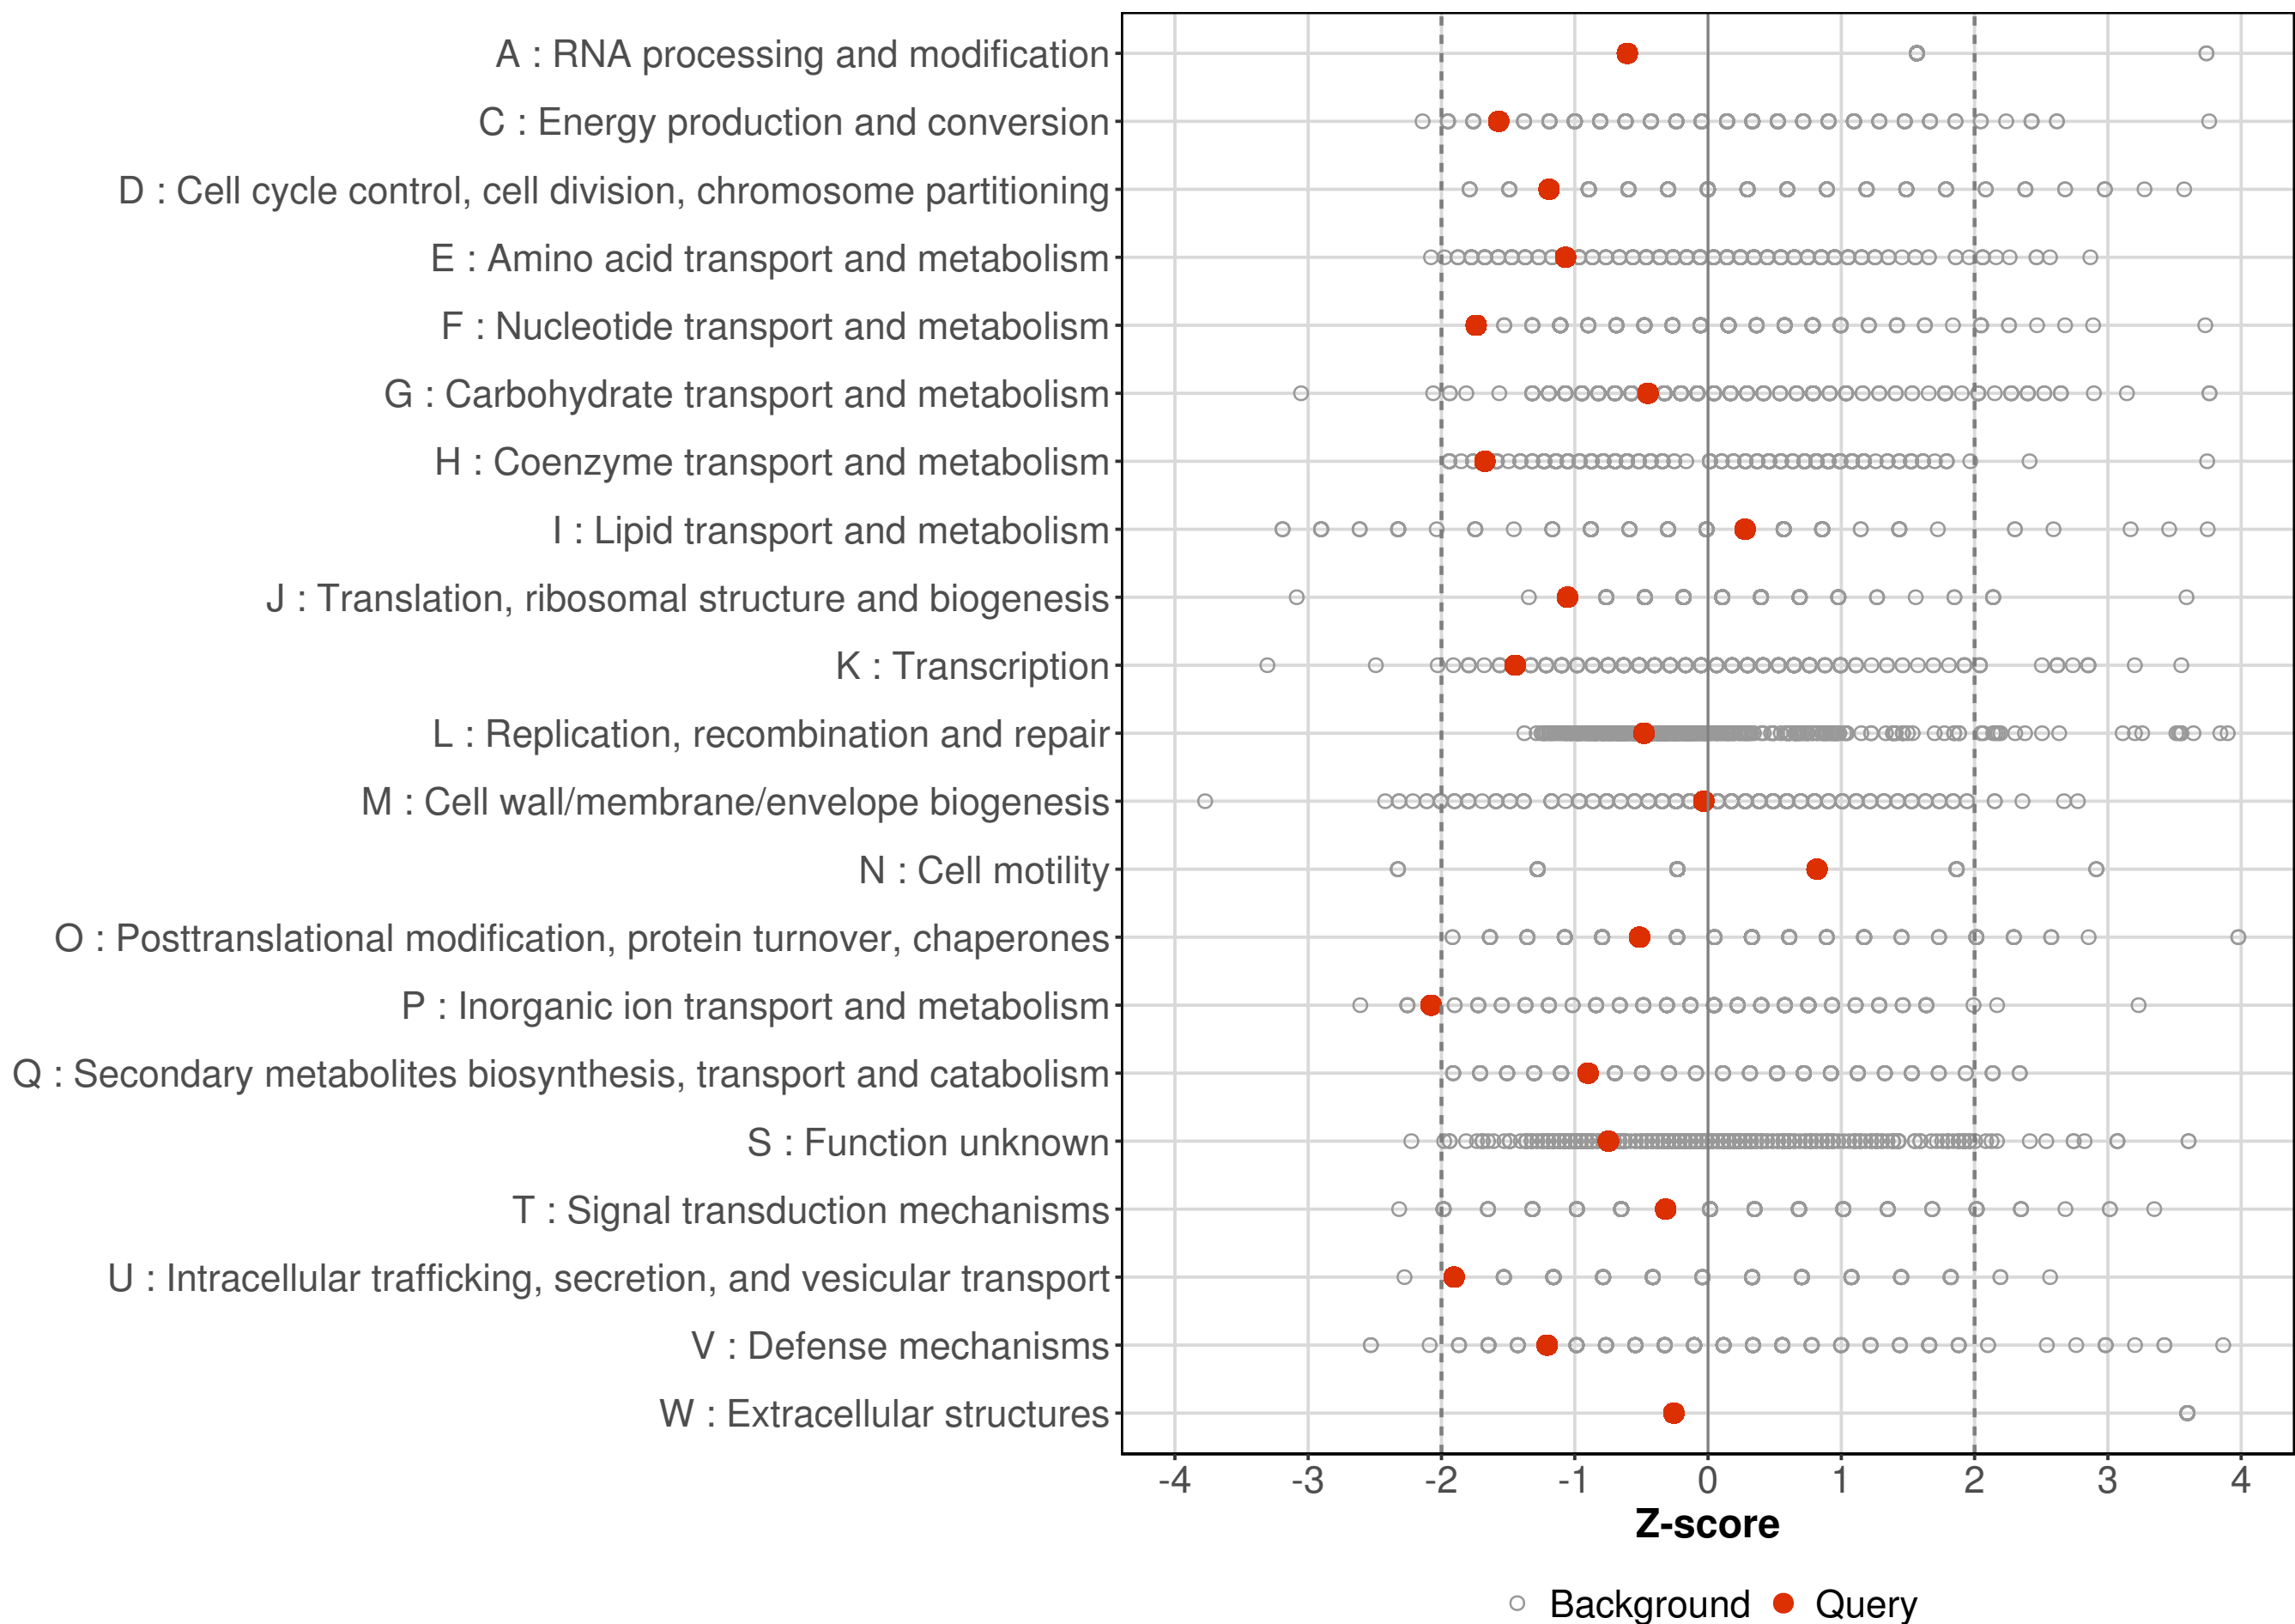 A : RNA processing and modification
C : Energy production and conversion
D : Cell cycle control, cell division, chromosome partitioning
E : Amino acid transport and metabolism
F : Nucleotide transport and metabolism
G : Carbohydrate transport and metabolism
H : Coenzyme transport and metabolism
I : Lipid transport and metabolism
J : Translation, ribosomal structure and biogenesis
K : Transcription
L : Replication, recombination and repair
M : Cell wall/membrane/envelope biogenesis
N : Cell motility
O : Posttranslational modification, protein turnover, chaperones
P : Inorganic ion transport and metabolism
Q : Secondary metabolites biosynthesis, transport and catabolism
S : Function unknown
T : Signal transduction mechanisms
U : Intracellular trafficking, secretion, and vesicular transport
V : Defense mechanisms
W : Extracellular structures
-4 -3 -2 -1 0 1 2 3 4
Z-score
Background Query